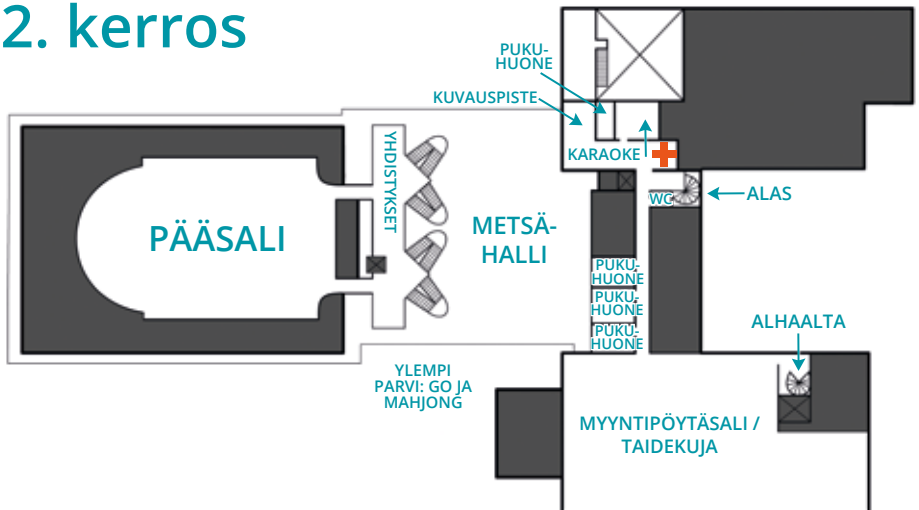 2. kerros
PUKU-
HUONE
KUVAUSPISTE
KARAOKE
WC
ALAS
YHDISTYKSET
PÄÄSALI
METSÄ-
HALLI
PUKU-
HUONE
PUKU-
HUONE
PUKU-
HUONE
ALHAALTA
YLEMPI
PARVI: GO JA
MAHJONG
MYYNTIPÖYTÄSALI /
TAIDEKUJA